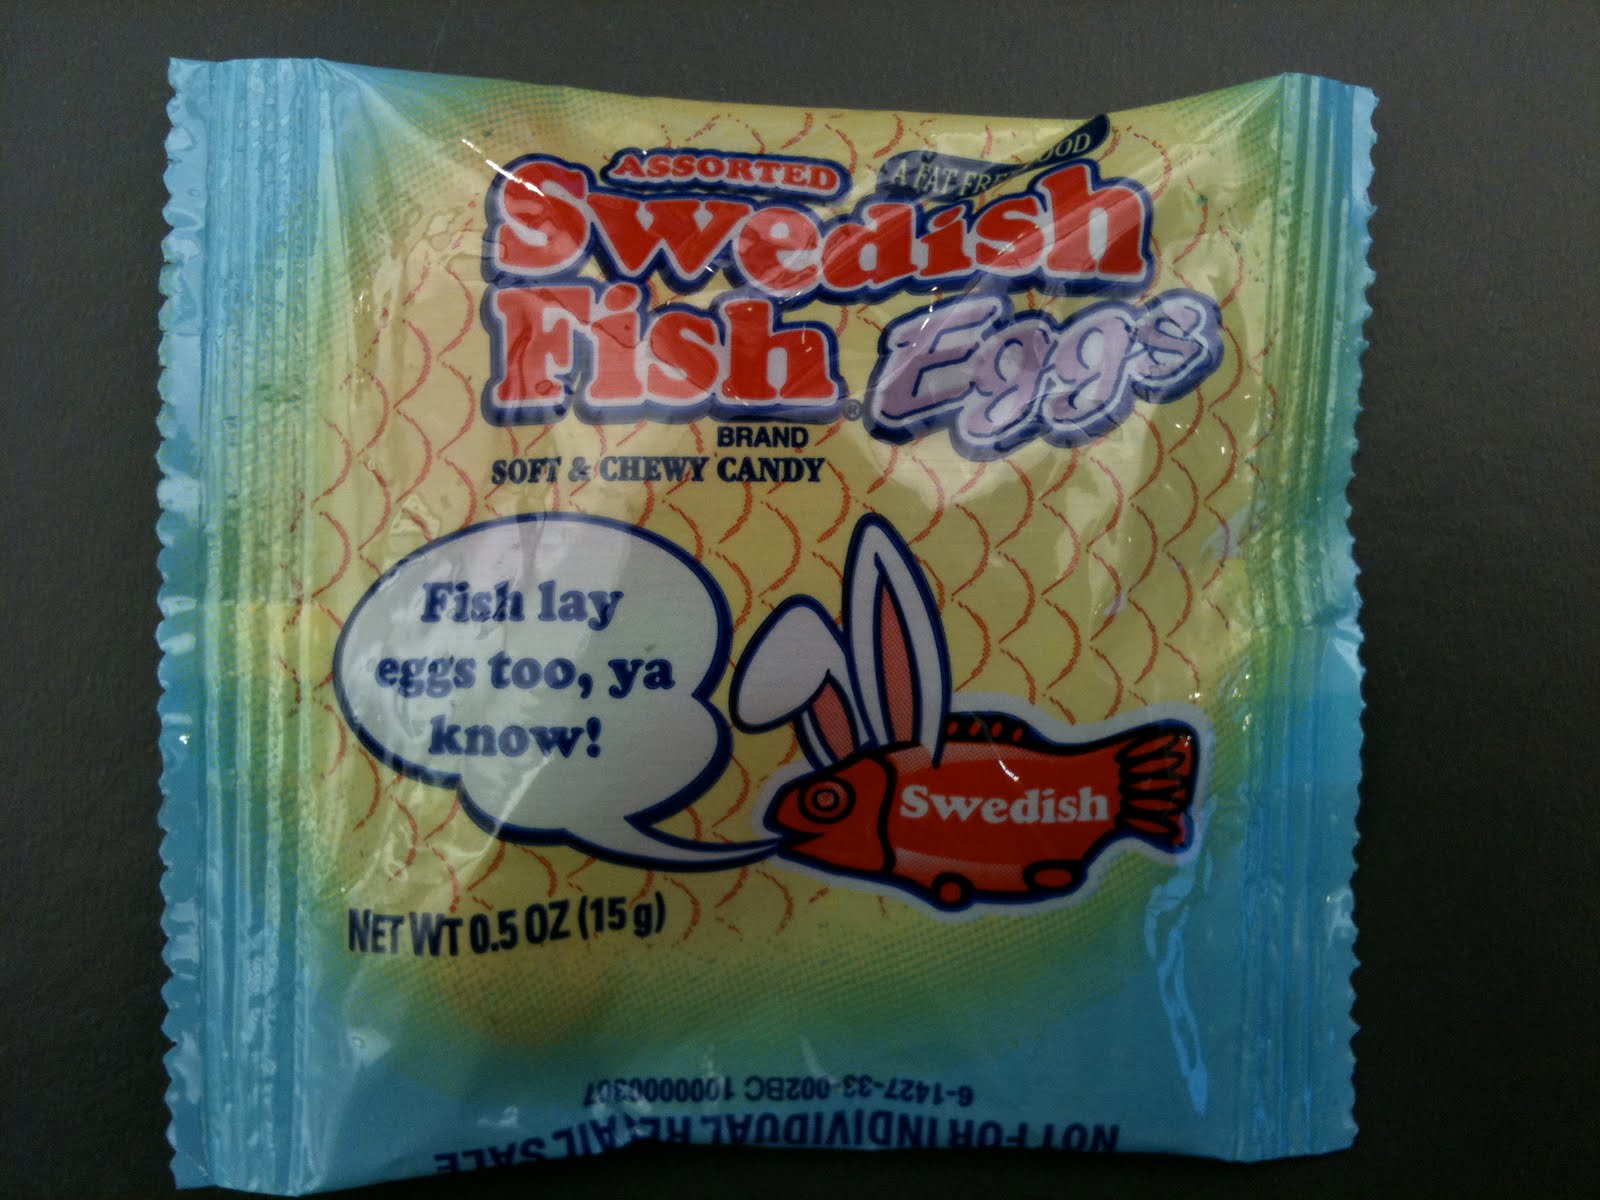 ASSORTED
A FAT FREE FOOD
Swedish
Fish® Eggs
BRAND
SOFT & CHEWY CANDY
Fish lay
eggs too, ya
know!
Swedish
NET WT 0.5 OZ (15 g)
6-1427-33-002BC 1000000307
NOT FOR INDIVIDUAL RETAIL SALE